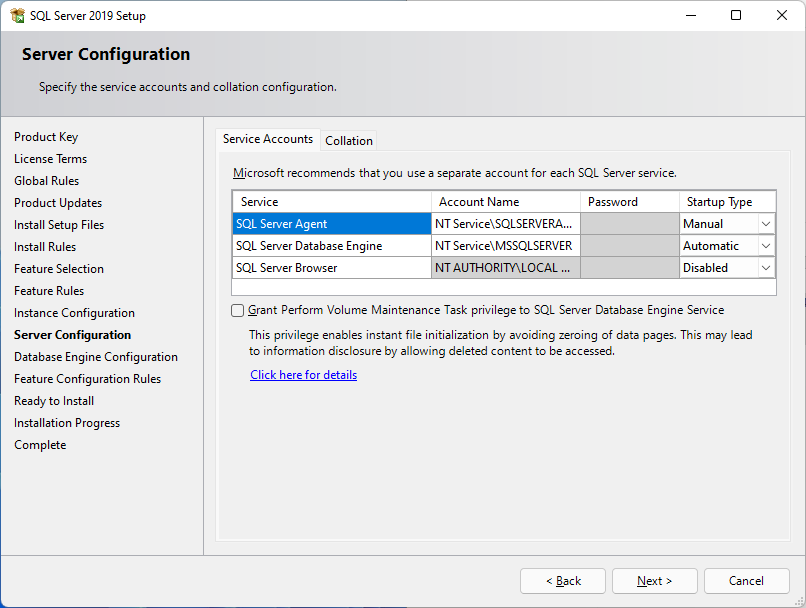 SQL Server 2019 Setup
Server Configuration
Specify the service accounts and collation configuration.
Product Key
License Terms
Global Rules
Product Updates
Install Setup Files
Install Rules
Feature Selection
Feature Rules
Instance Configuration
Server Configuration
Database Engine Configuration
Feature Configuration Rules
Ready to Install
Installation Progress
Complete
Service Accounts Collation
Microsoft recommends that you use a separate account for each SQL Server service.
Service Account Name Password Startup Type
SQL Server Agent NT Service\SQLSERVERA... Manual
SQL Server Database Engine NT Service\MSSQLSERVER Automatic
SQL Server Browser NT AUTHORITY\LOCAL ... Disabled
Grant Perform Volume Maintenance Task privilege to SQL Server Database Engine Service
This privilege enables instant file initialization by avoiding zeroing of data pages. This may lead
to information disclosure by allowing deleted content to be accessed.
Click here for details
< Back Next > Cancel